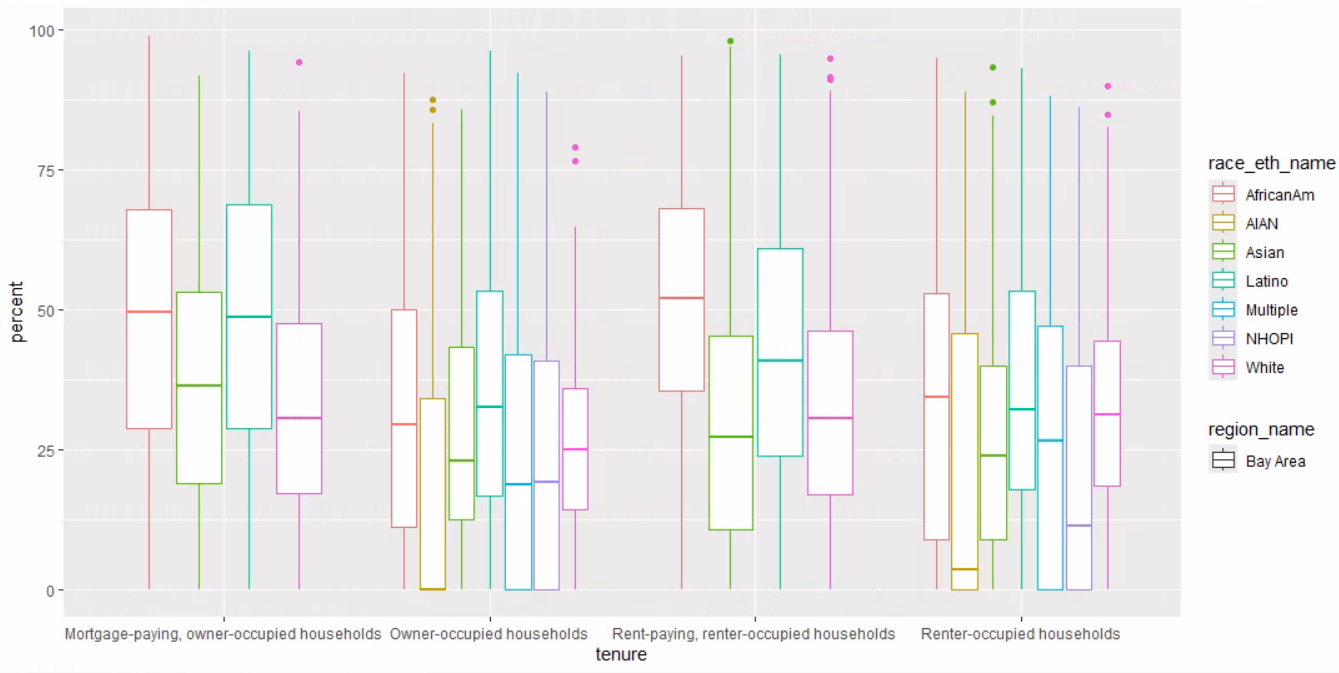 100
75
50
25
0
percent
Mortgage-paying, owner-occupied households
Owner-occupied households
Rent-paying, renter-occupied households
Renter-occupied households
tenure
race_eth_name
AfricanAm
AIAN
Asian
Latino
Multiple
NHOPI
White
region_name
Bay Area